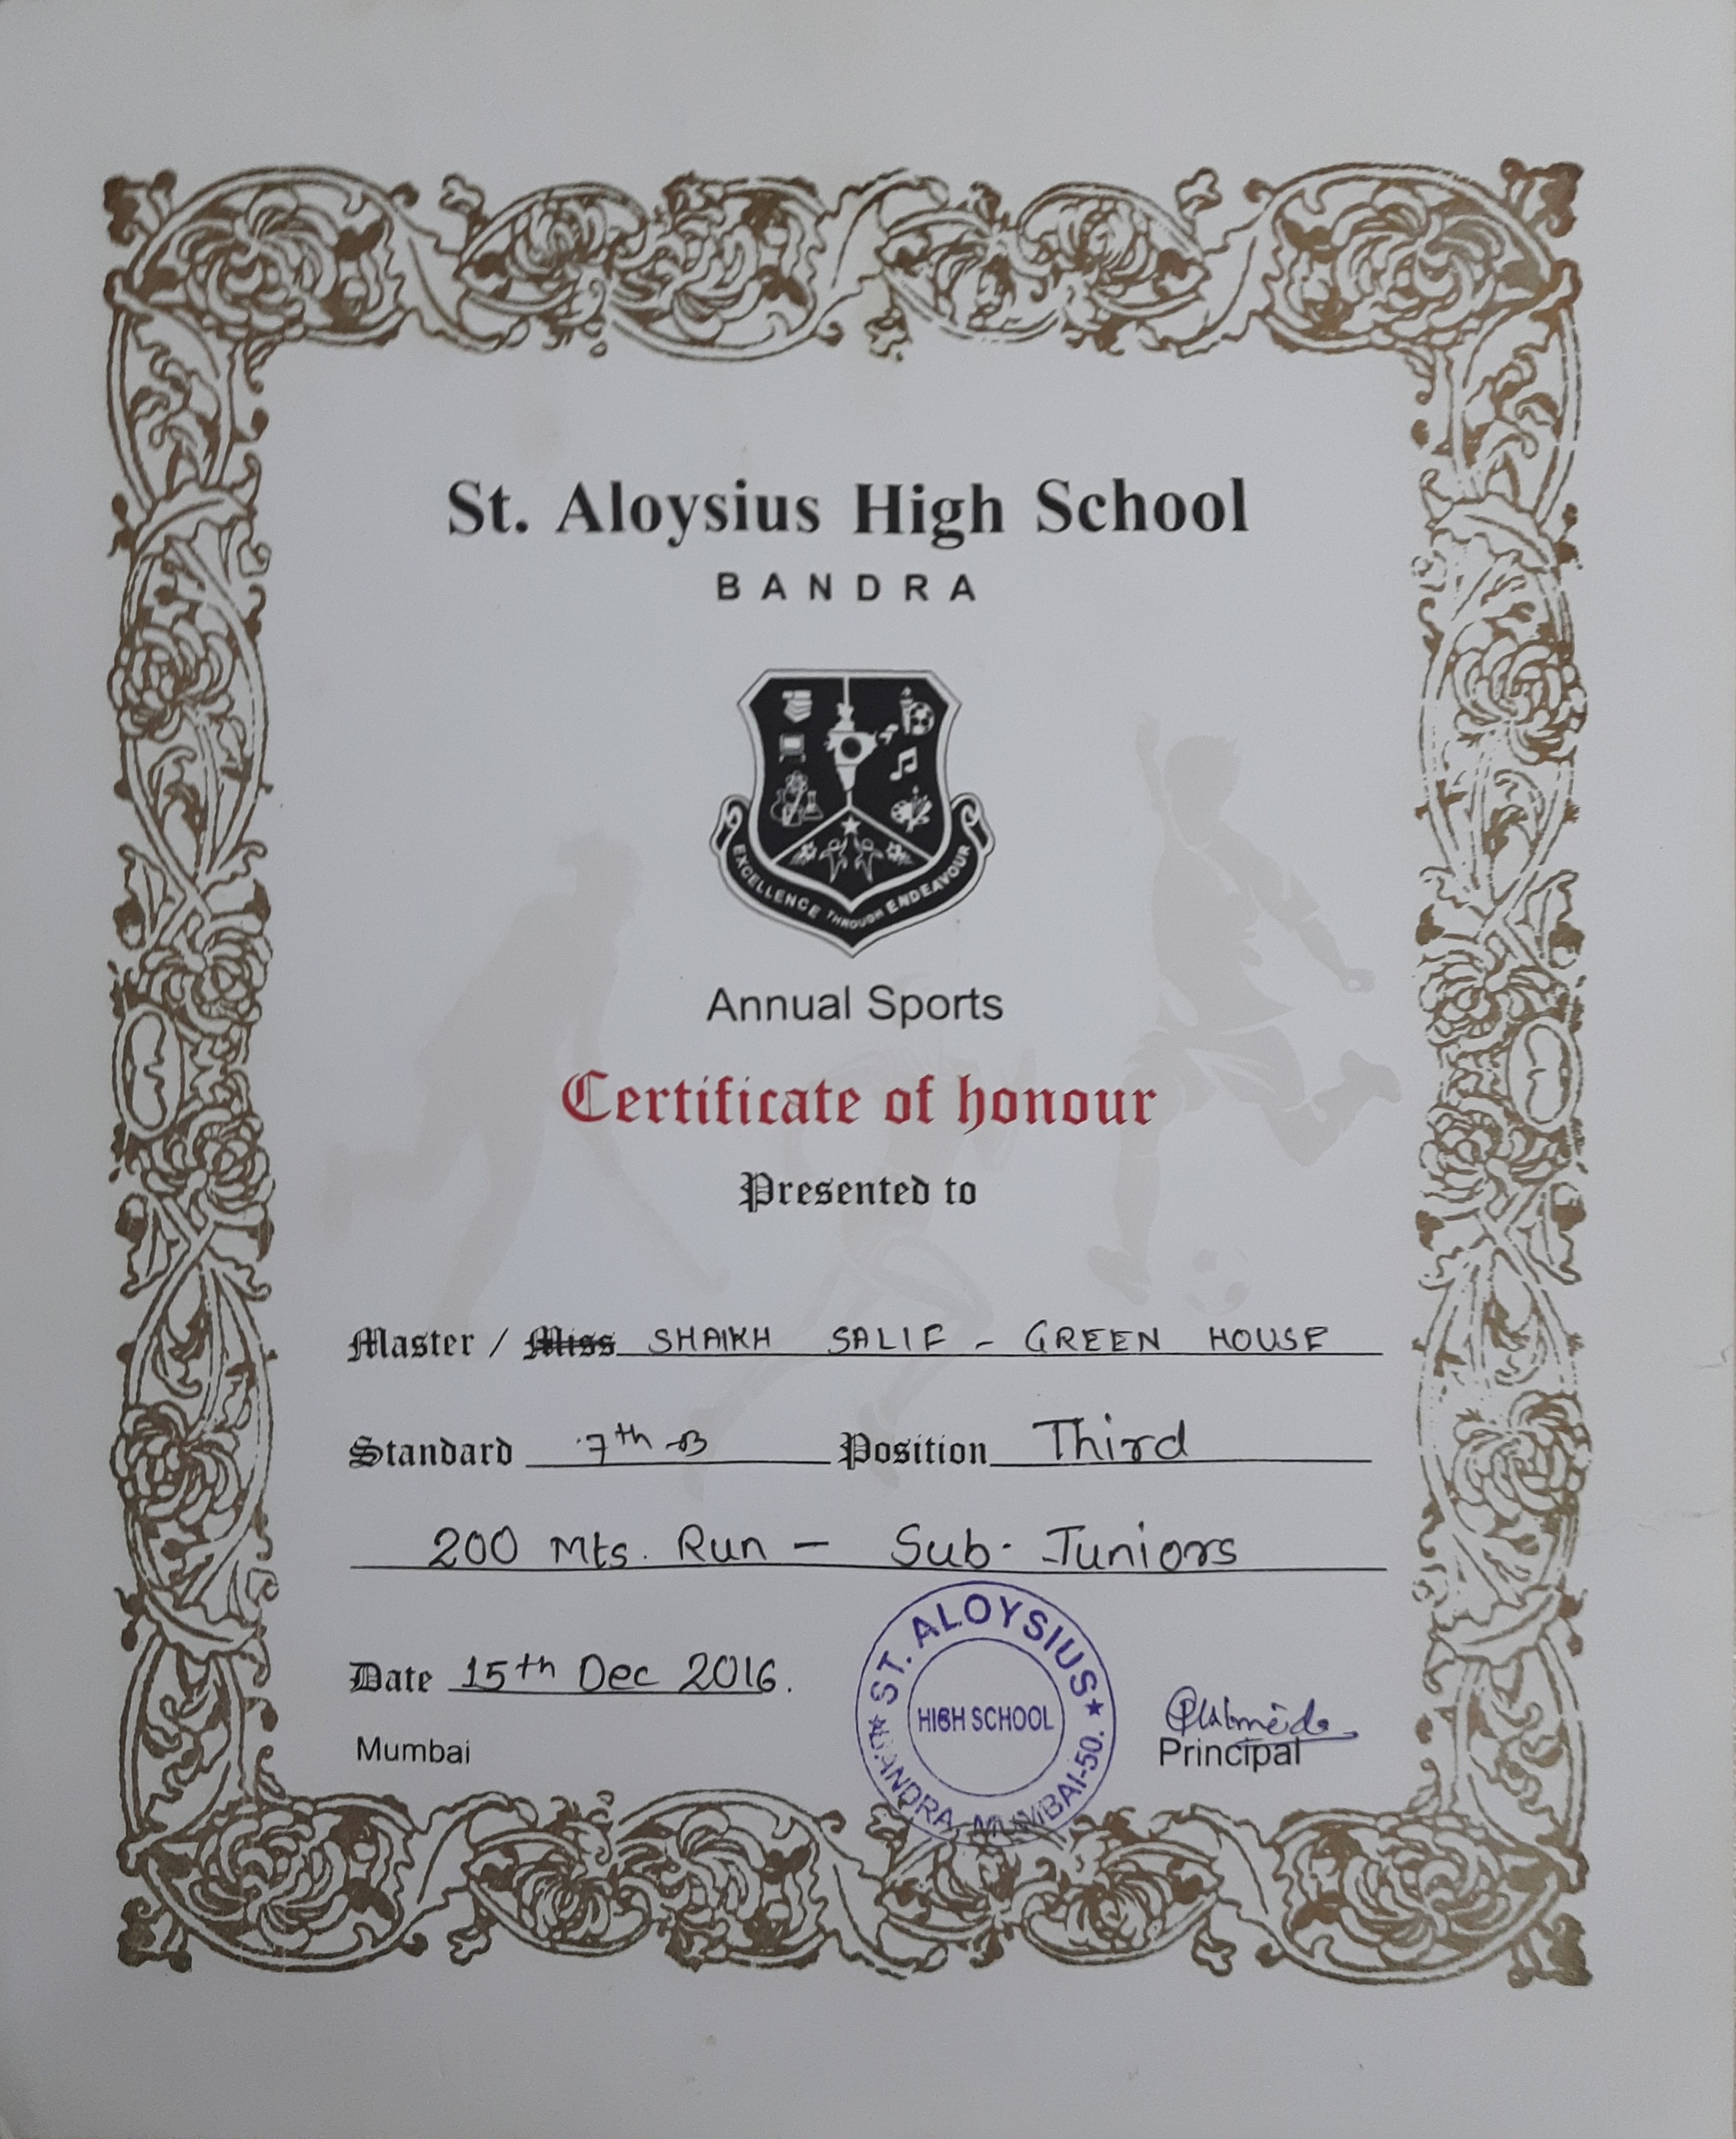 St. Aloysius High School
BANDRA
EXCELLENCE THROUGH ENDEAVOUR
Annual Sports
Certificate of honour
Presented to
Master / Miss SHAIKH SALIF - GREEN HOUSE
Standard 7th - B Position Third
200 Mts. Run - Sub-Juniors
Date 15th Dec 2016.
ST. ALOYSIUS
HIGH SCHOOL
BANDRA, MUMBAI-50.
Mumbai
Principal